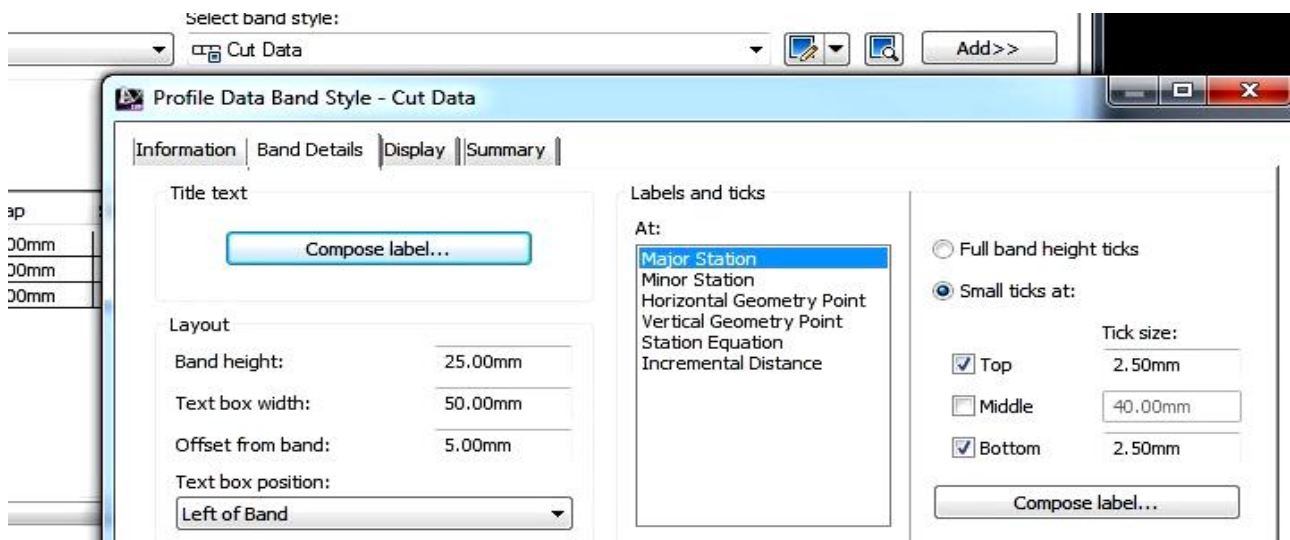 Select band style:
Cut Data
Add>>
Profile Data Band Style - Cut Data
Information
Band Details
Display
Summary
Title text
Compose label...
Layout
Band height:
25.00mm
Text box width:
50.00mm
Offset from band:
5.00mm
Text box position:
Left of Band
Labels and ticks
At:
Major Station
Minor Station
Horizontal Geometry Point
Vertical Geometry Point
Station Equation
Incremental Distance
Full band height ticks
Small ticks at:
Tick size:
Top
2.50mm
Middle
40.00mm
Bottom
2.50mm
Compose label...
ap
00mm
00mm
00mm